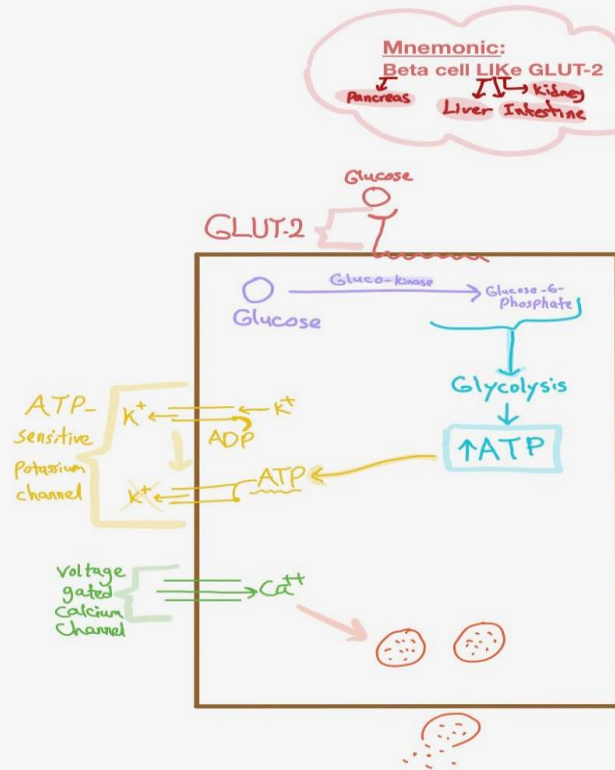 Mnemonic:
Beta cell LIKe GLUT-2
Pancreas
Kidney
Liver Intestine
Glucose
GLUT-2
Gluco-kinase
Glucose-6-
Phosphate
Glucose
Glycolysis
↑ATP
ATP-
sensitive
potassium
channel
K+
K+
ADP
K+
ATP
Voltage
gated
Calcium
Channel
Ca++